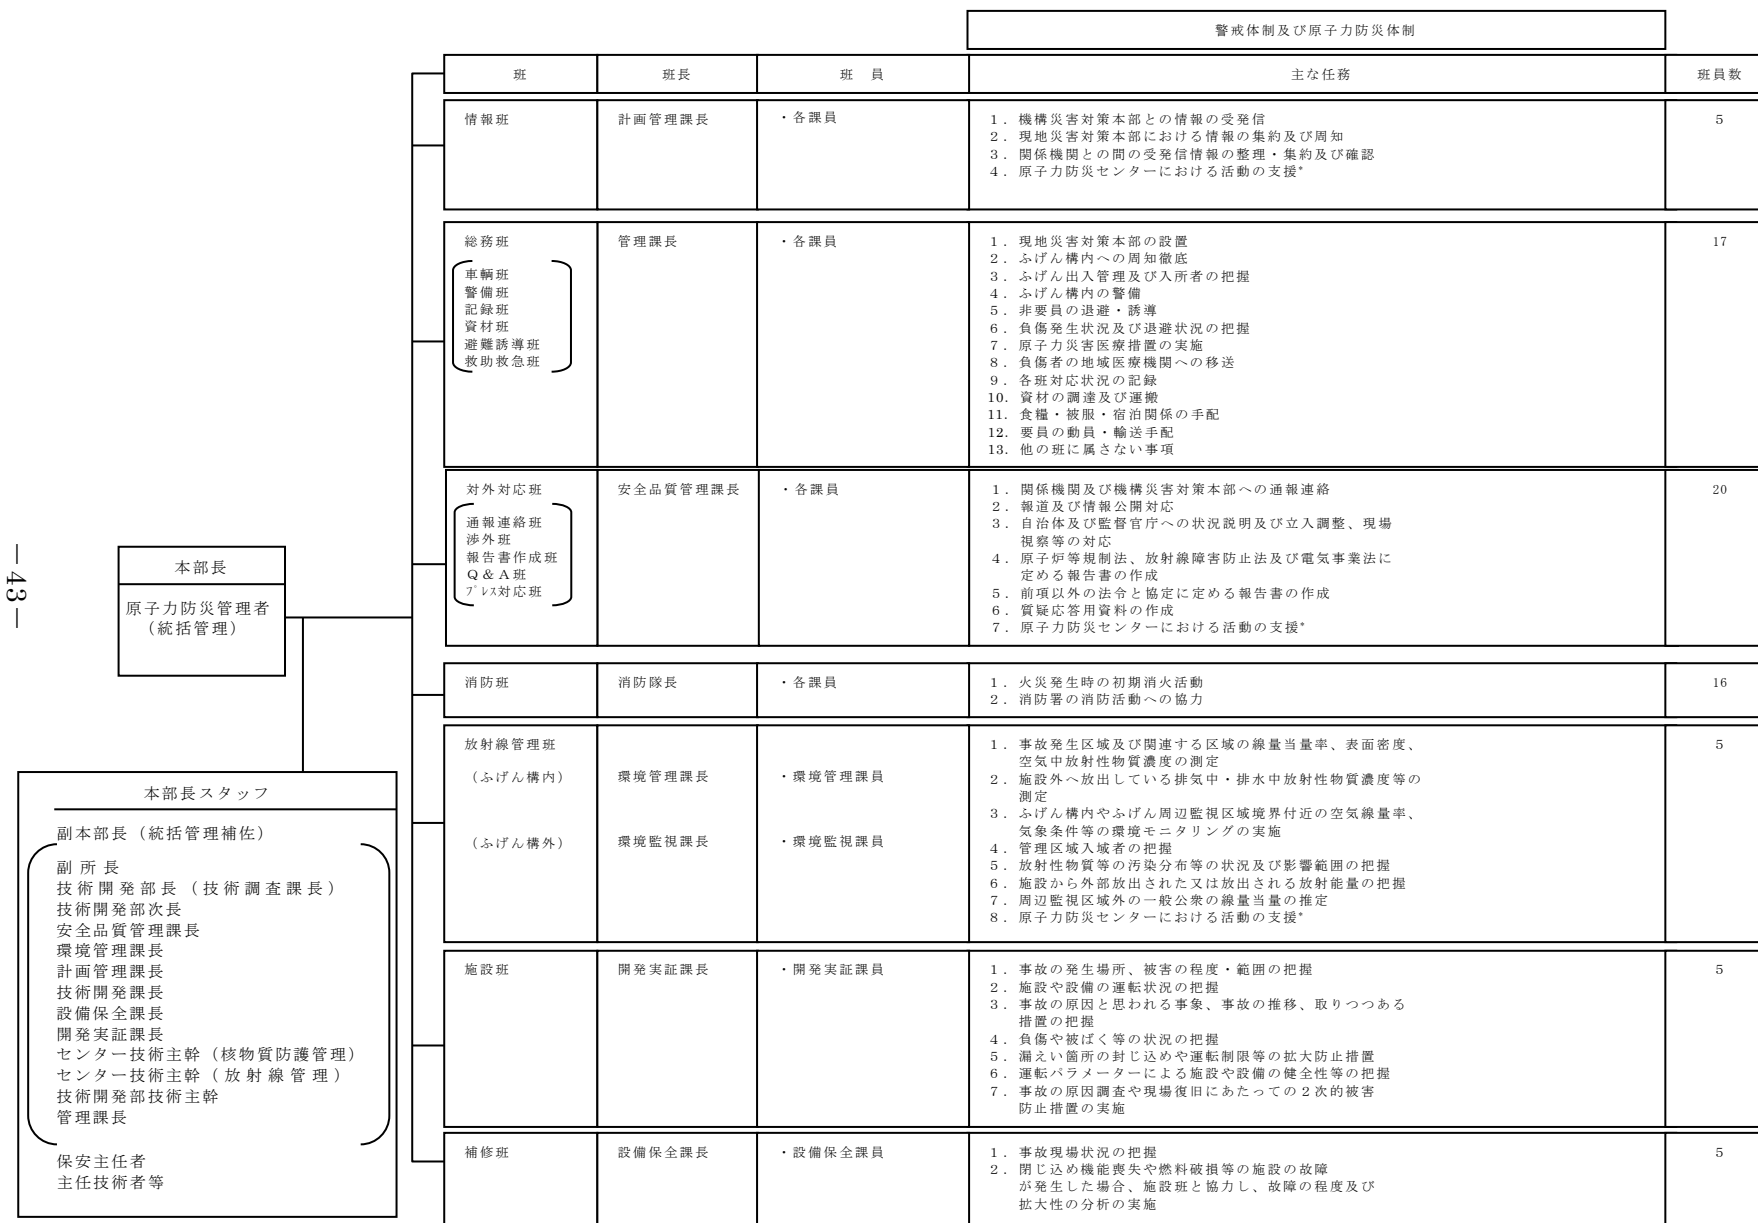 警戒体制及び原子力防災体制
班 班長 班　員 主な任務 班員数
情報班 計画管理課長 ・各課員 5
1．機構災害対策本部との情報の受発信
2．現地災害対策本部における情報の集約及び周知
3．関係機関との間の受発信情報の整理・集約及び確認
4．原子力防災センターにおける活動の支援*
総務班 管理課長 ・各課員 17
車輌班
警備班
記録班
資材班
避難誘導班
救助救急班
1．現地災害対策本部の設置
2．ふげん構内への周知徹底
3．ふげん出入管理及び入所者の把握
4．ふげん構内の警備
5．非要員の退避・誘導
6．負傷発生状況及び退避状況の把握
7．原子力災害医療措置の実施
8．負傷者の地域医療機関への移送
9．各班対応状況の記録
10．資材の調達及び運搬
11．食糧・被服・宿泊関係の手配
12．要員の動員・輸送手配
13．他の班に属さない事項
対外対応班 安全品質管理課長 ・各課員 20
通報連絡班
渉外班
報告書作成班
Q＆A班
ﾌﾟﾚｽ対応班
1．関係機関及び機構災害対策本部への通報連絡
2．報道及び情報公開対応
3．自治体及び監督官庁への状況説明及び立入調整、現場
視察等の対応
4．原子炉等規制法、放射線障害防止法及び電気事業法に
定める報告書の作成
5．前項以外の法令と協定に定める報告書の作成
6．質疑応答用資料の作成
7．原子力防災センターにおける活動の支援*
消防班 消防隊長 ・各課員 16
1．火災発生時の初期消火活動
2．消防署の消防活動への協力
放射線管理班 5
（ふげん構内） 環境管理課長 ・環境管理課員
（ふげん構外） 環境監視課長 ・環境監視課員
1．事故発生区域及び関連する区域の線量当量率、表面密度、
空気中放射性物質濃度の測定
2．施設外へ放出している排気中・排水中放射性物質濃度等の
測定
3．ふげん構内やふげん周辺監視区域境界付近の空気線量率、
気象条件等の環境モニタリングの実施
4．管理区域入域者の把握
5．放射性物質等の汚染分布等の状況及び影響範囲の把握
6．施設から外部放出された又は放出される放射能量の把握
7．周辺監視区域外の一般公衆の線量当量の推定
8．原子力防災センターにおける活動の支援*
施設班 開発実証課長 ・開発実証課員 5
1．事故の発生場所、被害の程度・範囲の把握
2．施設や設備の運転状況の把握
3．事故の原因と思われる事象、事故の推移、取りつつある
措置の把握
4．負傷や被ばく等の状況の把握
5．漏えい箇所の封じ込めや運転制限等の拡大防止措置
6．運転パラメーターによる施設や設備の健全性等の把握
7．事故の原因調査や現場復旧にあたっての２次的被害
防止措置の実施
補修班 設備保全課長 ・設備保全課員 5
1．事故現場状況の把握
2．閉じ込め機能喪失や燃料破損等の施設の故障
が発生した場合、施設班と協力し、故障の程度及び
拡大性の分析の実施
本部長
原子力防災管理者
（統括管理）
本部長スタッフ
副本部長（統括管理補佐）
副所長
技術開発部長（技術調査課長）
技術開発部次長
安全品質管理課長
環境管理課長
計画管理課長
技術開発課長
設備保全課長
開発実証課長
センター技術主幹（核物質防護管理）
センター技術主幹（放射線管理）
技術開発部技術主幹
管理課長
保安主任者
主任技術者等
－43－